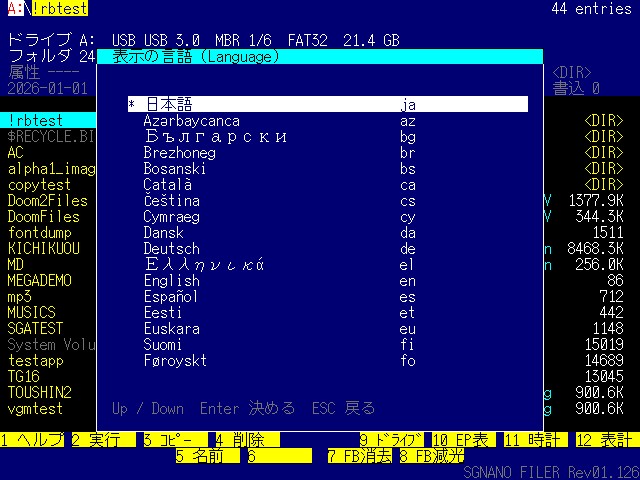 A:\!rbtest 44 entries
ドライブ A: USB USB 3.0 MBR 1/6 FAT32 21.4 GB
フォルダ 24
表示の言語 (Language)
属性 ---- <DIR>
2026-01-01 書込 0
* 日本語 ja
!rbtest Azərbaycanca az <DIR>
$RECYCLE.BI Български bg <DIR>
AC Brezhoneg br <DIR>
alpha1_imag Bosanski bs <DIR>
copytest Català ca <DIR>
Doom2Files Čeština cs V 1377.9K
DoomFiles Cymraeg cy V 344.3K
fontdump Dansk da 1511
KICHIKUOU Deutsch de n 8468.3K
MD Ελληνικά el n 256.0K
MEGADEMO English en 86
mp3 Español es 712
MUSICS Eesti et 442
SGATEST Euskara eu 1148
System Volu Suomi fi 15019
testapp Føroyskt fo 14689
TG16 13045
TOUSHIN2 g 900.6K
vgmtest Up / Down Enter 決める ESC 戻る g 900.6K
1 ヘルプ 2 実行 3 コピー 4 削除 9 ドライブ 10 EP表 11 時計 12 表計
5 名前 6 7 FB消去 8 FB減光
SGNANO FILER Rev01.126